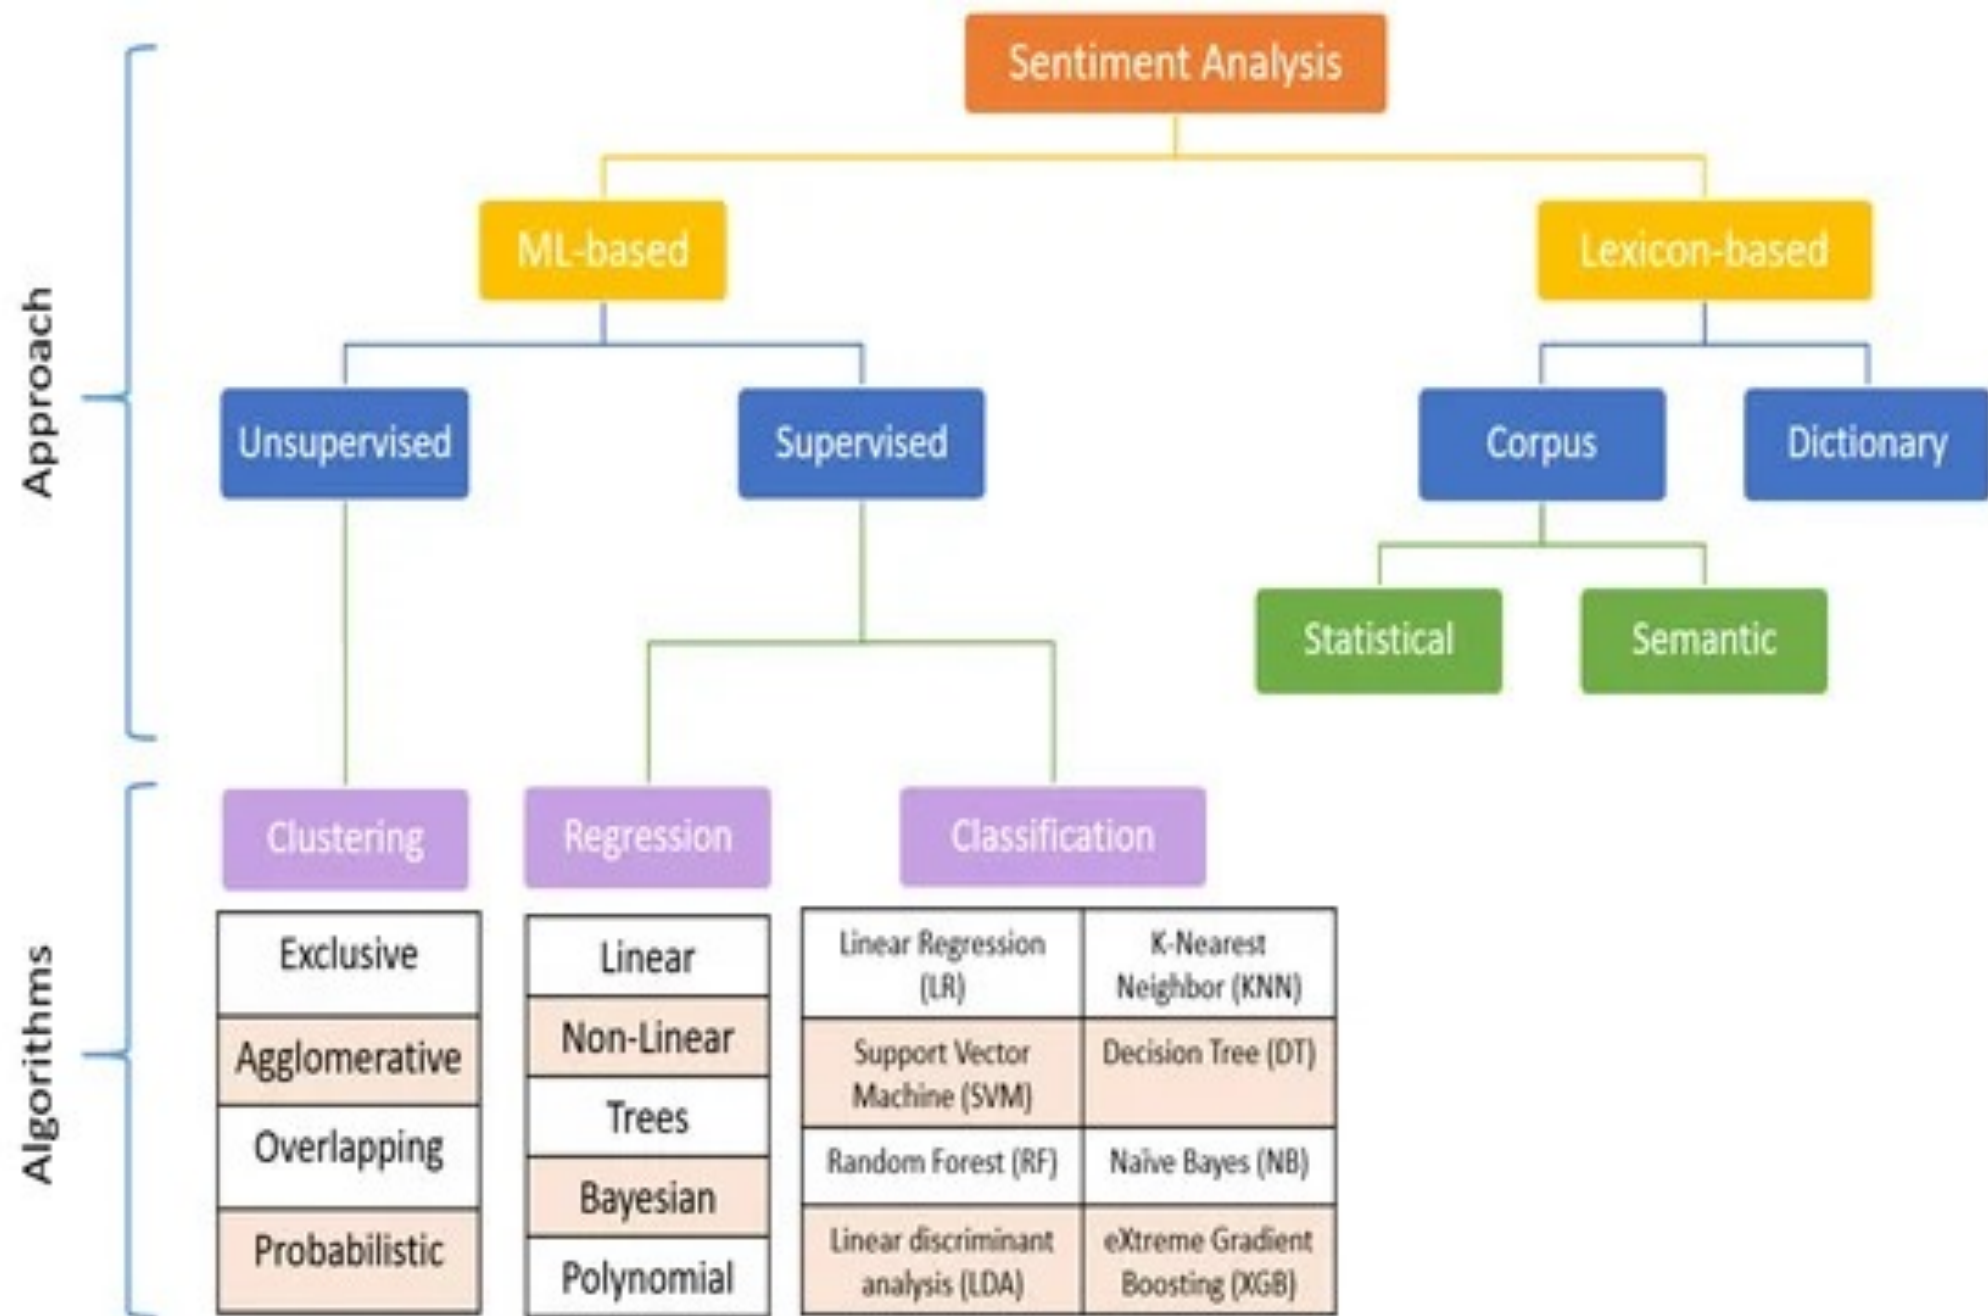 Sentiment Analysis
ML-based
Lexicon-based
Approach
Unsupervised
Supervised
Corpus
Dictionary
Statistical
Semantic
Algorithms
Clustering
Exclusive
Agglomerative
Overlapping
Probabilistic
Regression
Linear
Non-Linear
Trees
Bayesian
Polynomial
Classification
Linear Regression
(LR)
K-Nearest
Neighbor (KNN)
Support Vector
Machine (SVM)
Decision Tree (DT)
Random Forest (RF)
Naïve Bayes (NB)
Linear discriminant
analysis (LDA)
eXtreme Gradient
Boosting (XGB)